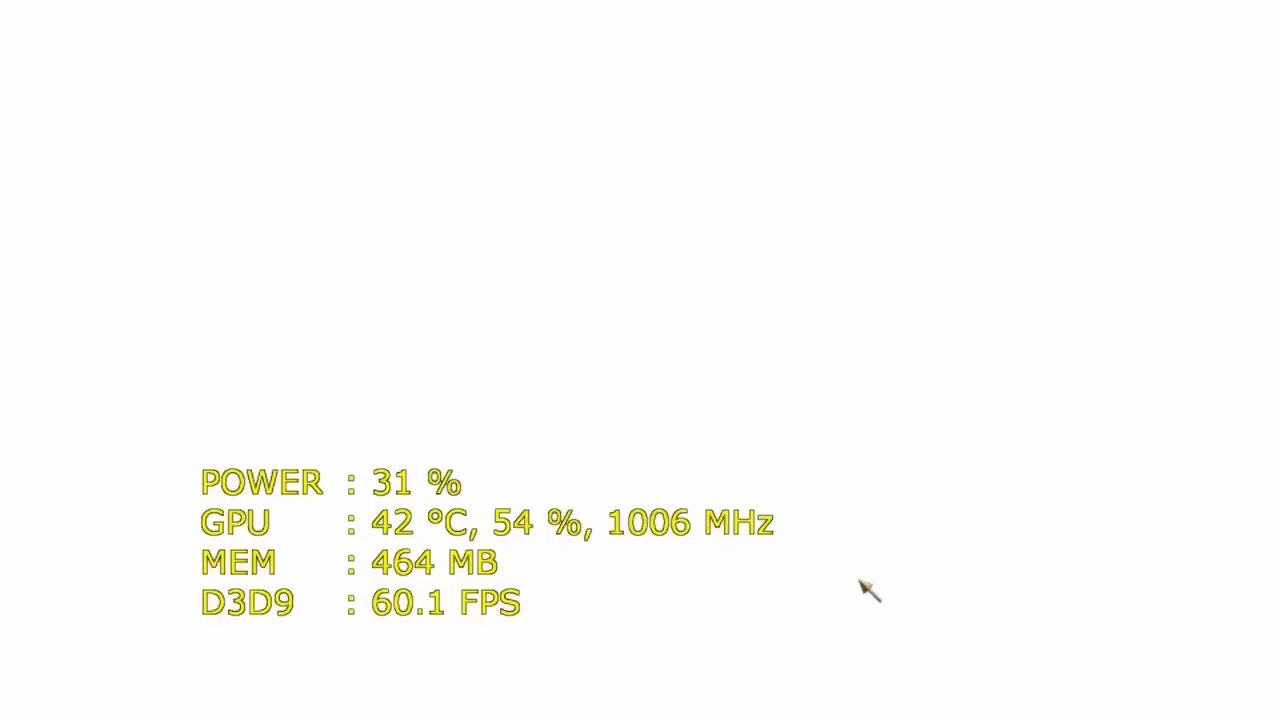 POWER : 31 %
GPU : 42 °C, 54 %, 1006 MHz
MEM : 464 MB
D3D9 : 60.1 FPS